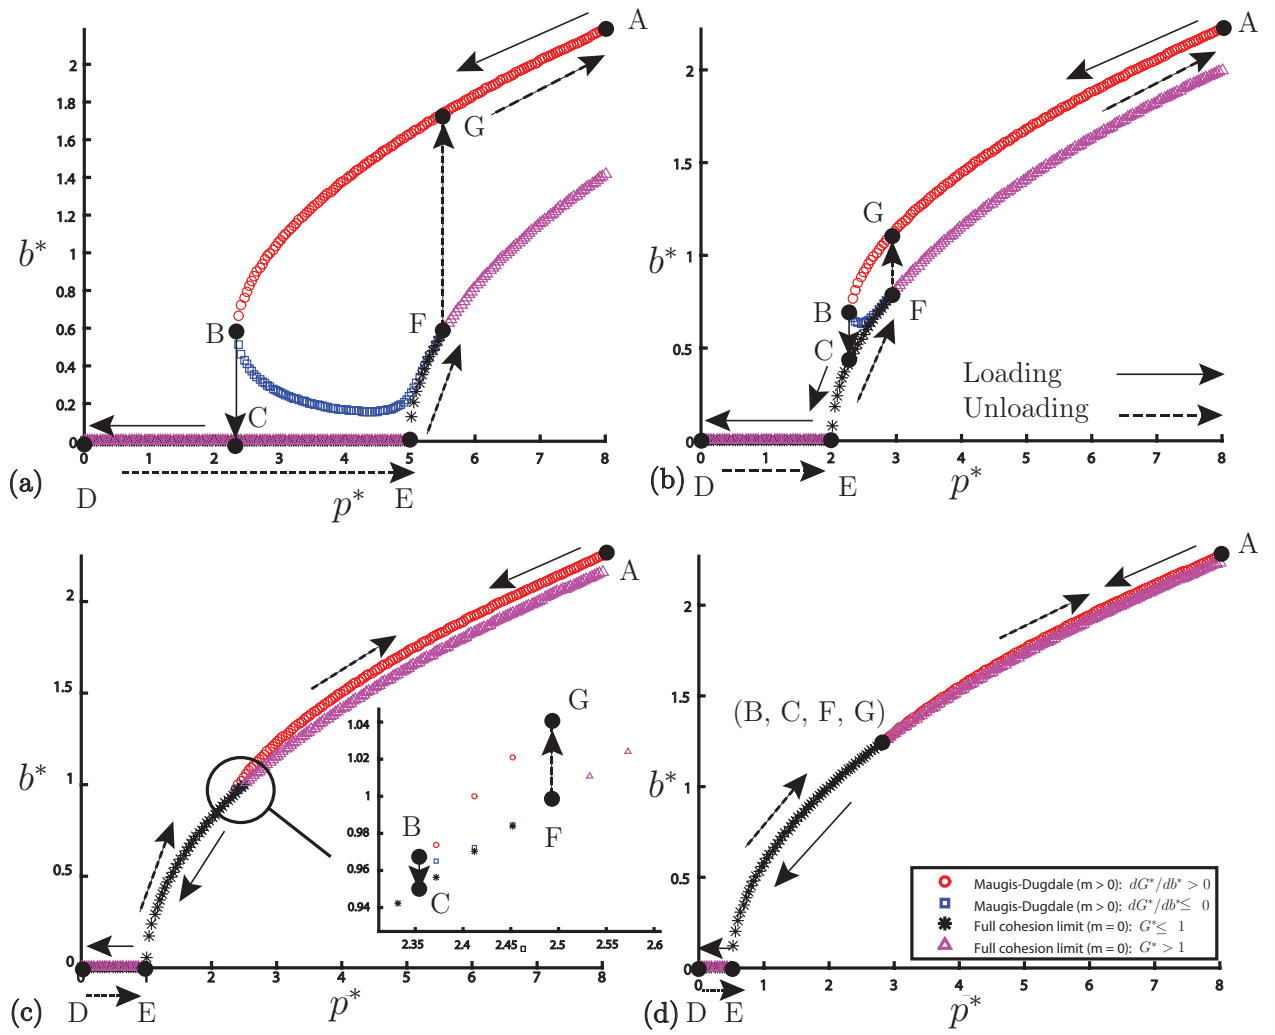 A
2
1.8
G
1.6
1.4
1.2
b*
1
0.8
B
F
0.6
0.4
0.2
C
0
0 1 2 3 4 5 6 7 8
(a)
D
p*
E
A
2
1.5
G
b*
1
B
F
C
0.5
Loading
Unloading
0
0 1 2 3 4 5 6 7 8
(b)
D
E
p*
A
2
1.5
b*
1
0.5
0
0 1 2 3 4 5 6 7 8
(c)
D
E
p*
1.04
G
1.02
1
0.98
B
F
0.96
C
0.94
2.35 2.4 2.45 2.5 2.55 2.6
A
2
1.5
(B, C, F, G)
b*
1
0.5
0
0 1 2 3 4 5 6 7 8
(d)
D E
p*
Maugis-Dugdale (m > 0): dG*/db* > 0
Maugis-Dugdale (m > 0): dG*/db* ≤ 0
Full cohesion limit (m = 0): G* ≤ 1
Full cohesion limit (m = 0): G* > 1